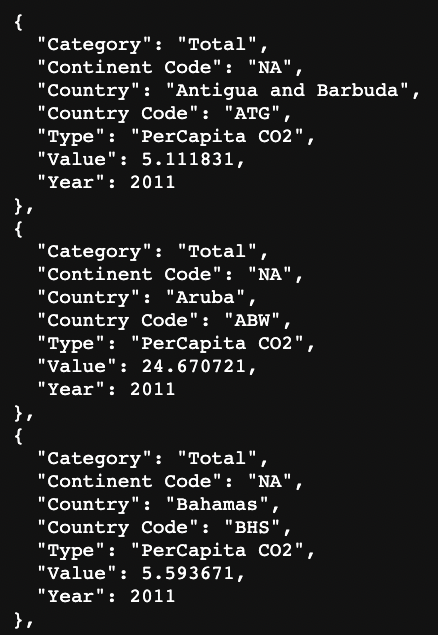 {
  "Category": "Total",
  "Continent Code": "NA",
  "Country": "Antigua and Barbuda",
  "Country Code": "ATG",
  "Type": "PerCapita CO2",
  "Value": 5.111831,
  "Year": 2011
},
{
  "Category": "Total",
  "Continent Code": "NA",
  "Country": "Aruba",
  "Country Code": "ABW",
  "Type": "PerCapita CO2",
  "Value": 24.670721,
  "Year": 2011
},
{
  "Category": "Total",
  "Continent Code": "NA",
  "Country": "Bahamas",
  "Country Code": "BHS",
  "Type": "PerCapita CO2",
  "Value": 5.593671,
  "Year": 2011
},